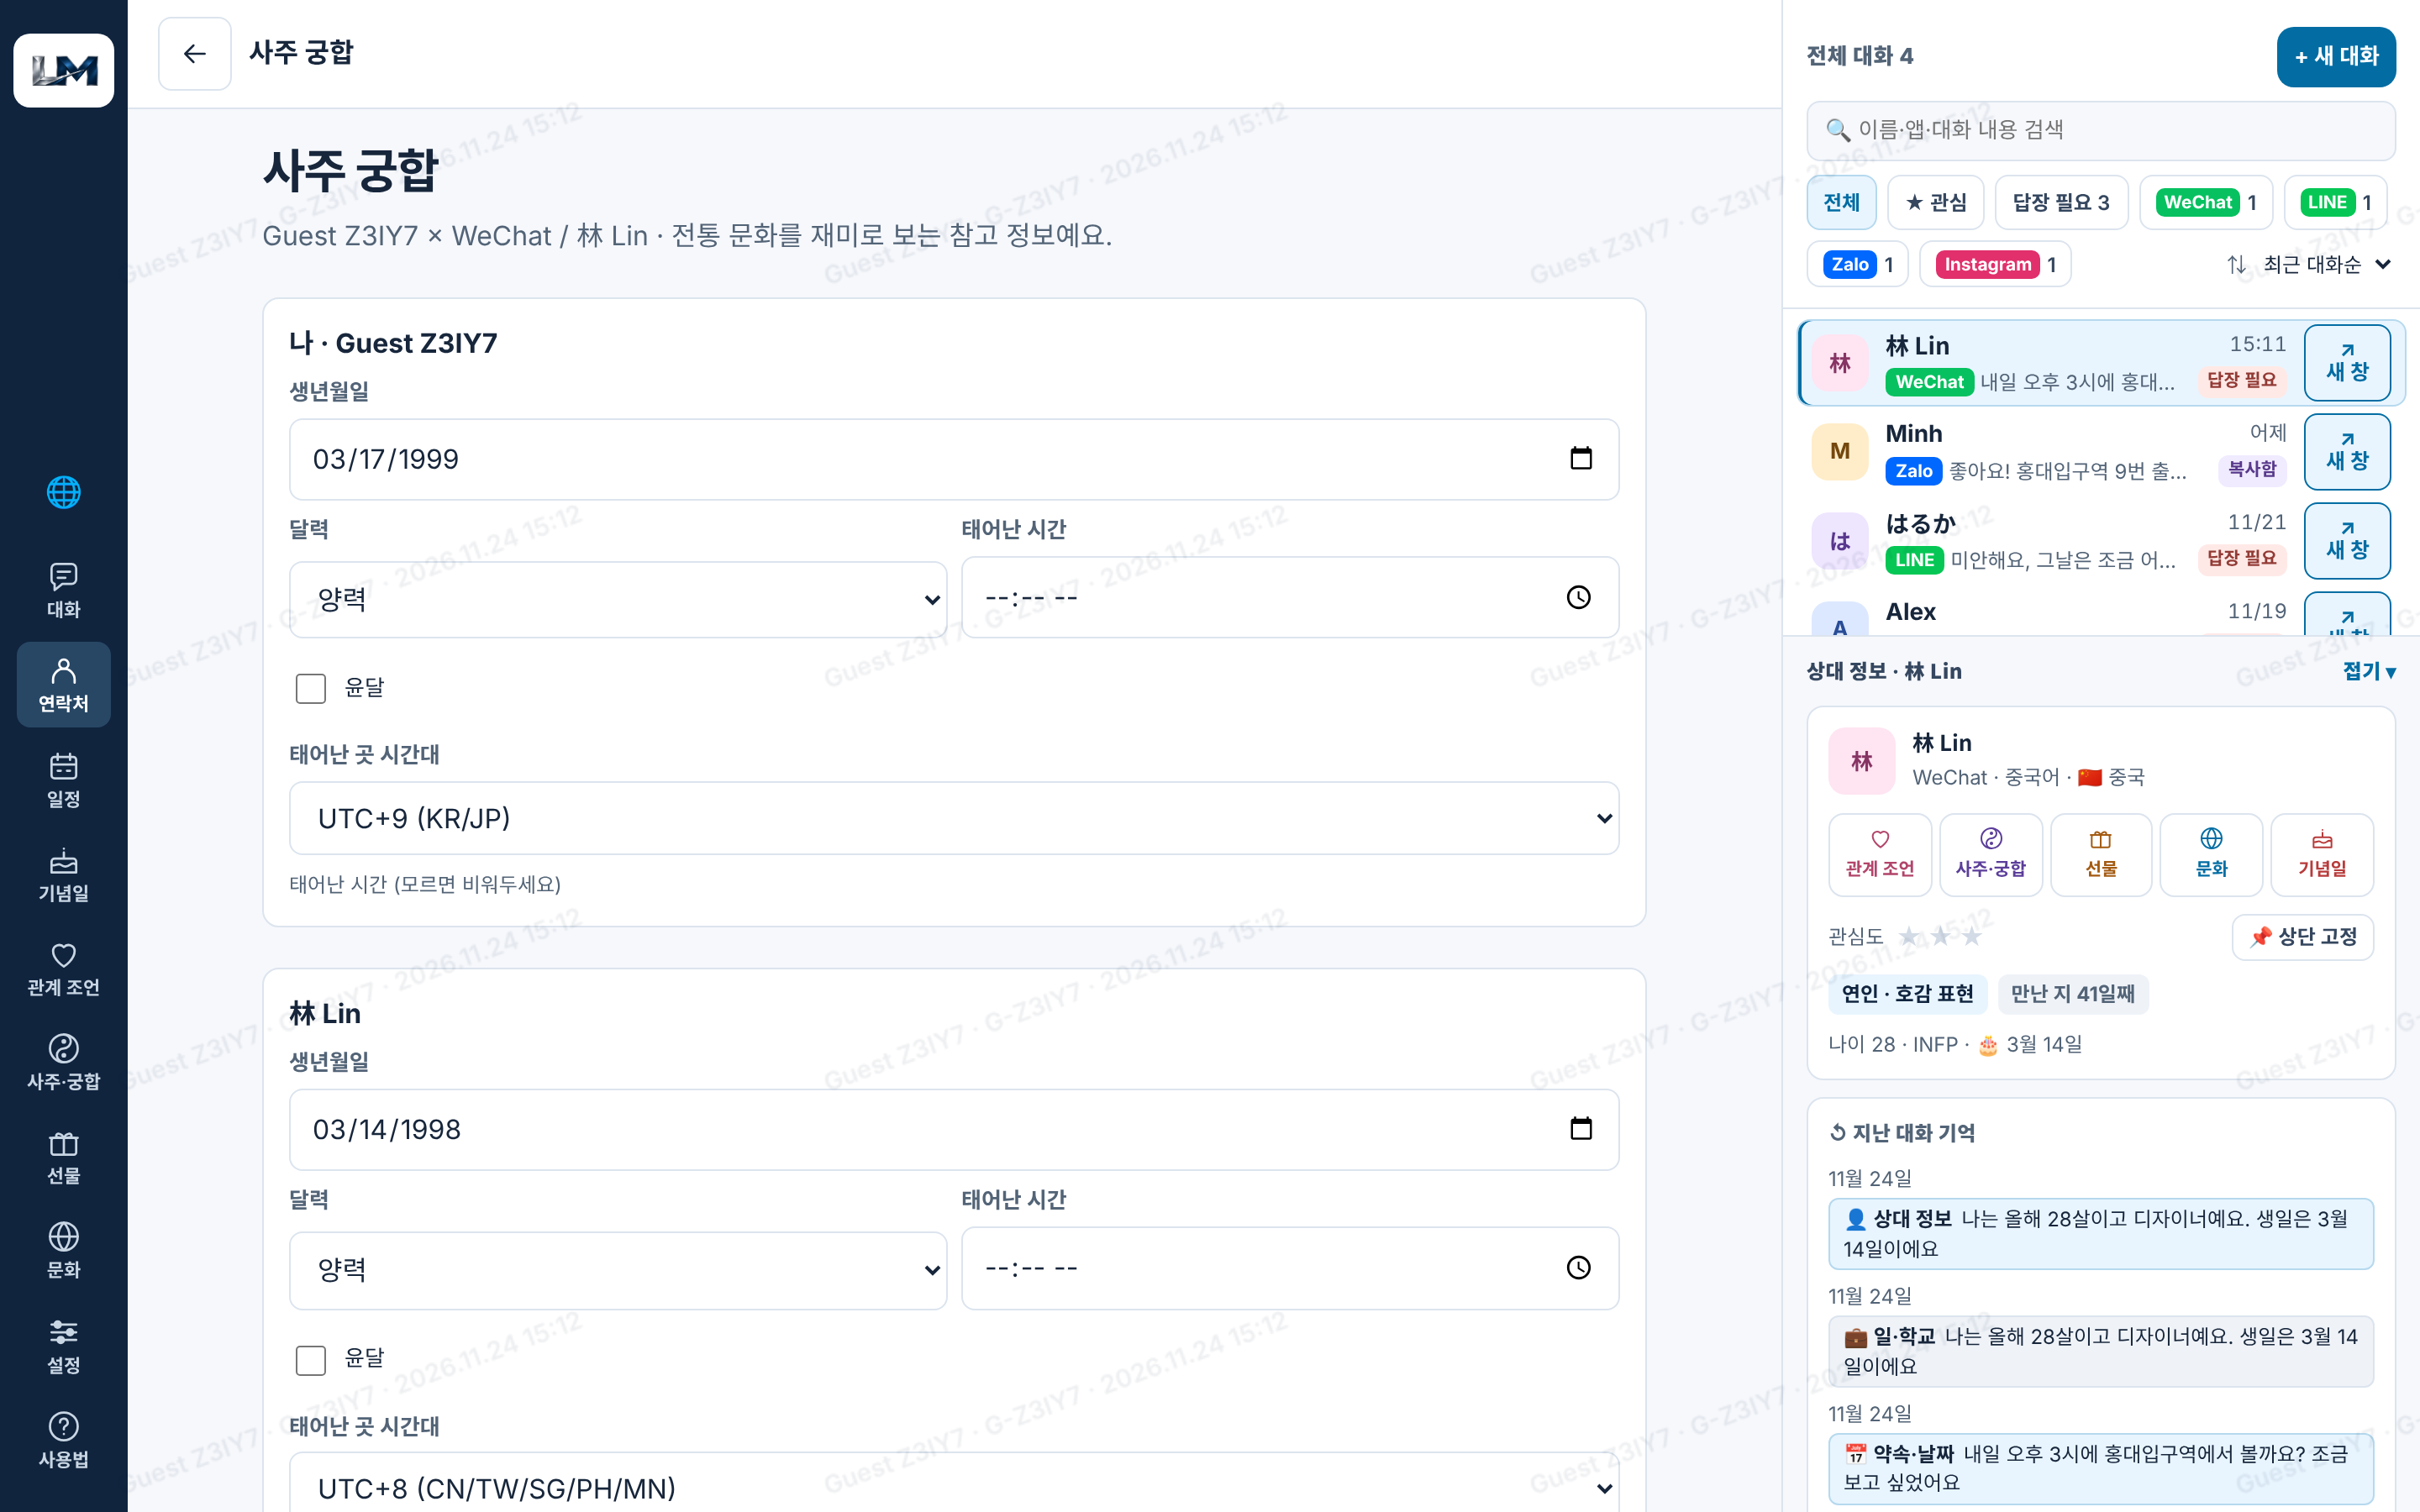 LM
대화
연락처
일정
기념일
관계 조언
사주·궁합
선물
문화
설정
사용법
사주 궁합
사주 궁합
Guest Z3IY7 × WeChat / 林 Lin · 전통 문화를 재미로 보는 참고 정보예요.
나 · Guest Z3IY7
생년월일
03/17/1999
달력
태어난 시간
양력
--:-- --
윤달
태어난 곳 시간대
UTC+9 (KR/JP)
태어난 시간 (모르면 비워두세요)
林 Lin
생년월일
03/14/1998
달력
태어난 시간
양력
--:-- --
윤달
태어난 곳 시간대
UTC+8 (CN/TW/SG/PH/MN)
전체 대화 4
+ 새 대화
🔍 이름·앱·대화 내용 검색
전체
★ 관심
답장 필요 3
WeChat 1
LINE 1
Zalo 1
Instagram 1
최근 대화순
林
林 Lin
15:11
WeChat 내일 오후 3시에 홍대...
답장 필요
새 창
M
Minh
어제
Zalo 좋아요! 홍대입구역 9번 출...
복사함
새 창
は
はるか
11/21
LINE 미안해요, 그날은 조금 어...
답장 필요
새 창
A
Alex
11/19
새 창
상대 정보 · 林 Lin
접기 ▾
林
林 Lin
WeChat · 중국어 · 🇨🇳 중국
관계 조언
사주·궁합
선물
문화
기념일
관심도 ★ ★ ★
📌 상단 고정
연인 · 호감 표현
만난 지 41일째
나이 28 · INFP · 🎂 3월 14일
지난 대화 기억
11월 24일
👤 상대 정보 나는 올해 28살이고 디자이너예요. 생일은 3월
14일이에요
11월 24일
💼 일·학교 나는 올해 28살이고 디자이너예요. 생일은 3월 14
일이에요
11월 24일
📅 약속·날짜 내일 오후 3시에 홍대입구역에서 볼까요? 조금
보고 싶었어요
Guest Z3IY7 · G-Z3IY7 · 2026.11.24 15:12